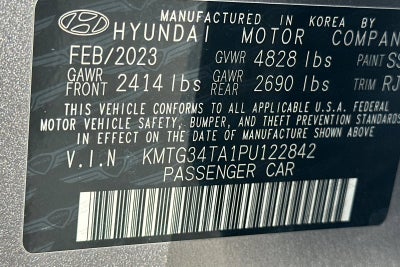 MANUFACTURED IN KOREA BY
HYUNDAI MOTOR COMPAN
FEB/2023 GVWR 4828 lbs PAINT SS
GAWR FRONT 2414 lbs GAWR REAR 2690 lbs TRIM RJ
THIS VEHICLE CONFORMS TO ALL APPLICABLE U.S.A. FEDERAL
MOTOR VEHICLE SAFETY, BUMPER, AND THEFT PREVENTION STANDARDS
IN EFFECT ON THE DATE OF MANUFACTURE SHOWN ABOVE.
V.I.N KMTG34TA1PU122842
PASSENGER CAR